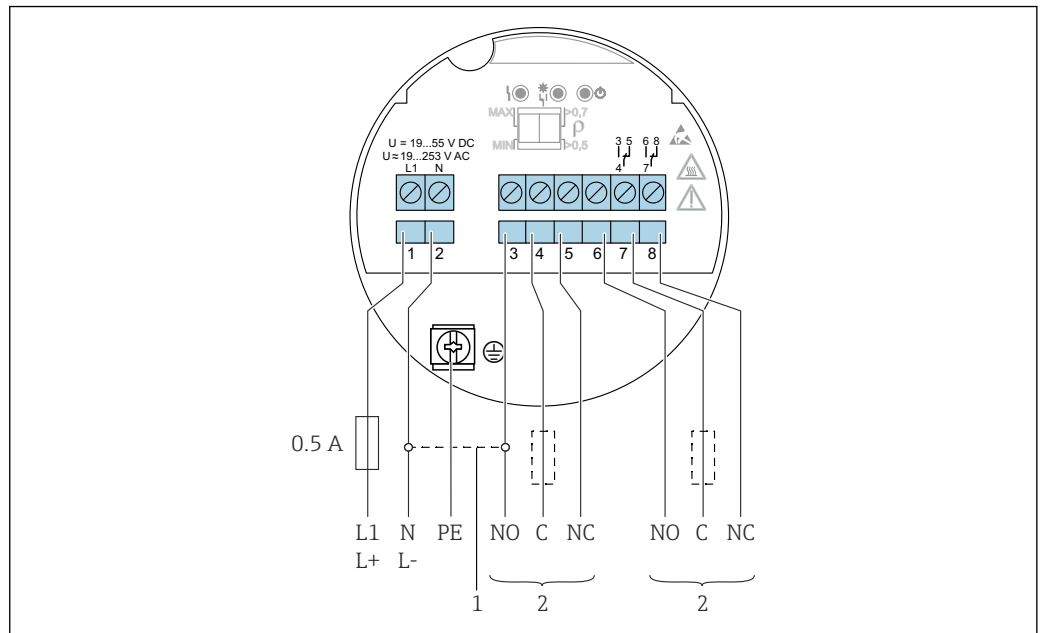 MAX >0,7
ρ
MIN >0,5
U = 19...55 V DC
U≈19...253 V AC
L1 N
3 5 6 8
4 7
1 2 3 4 5 6 7 8
0.5 A
L1 N PE NO C NC NO C NC
L+ L-
1 2 2